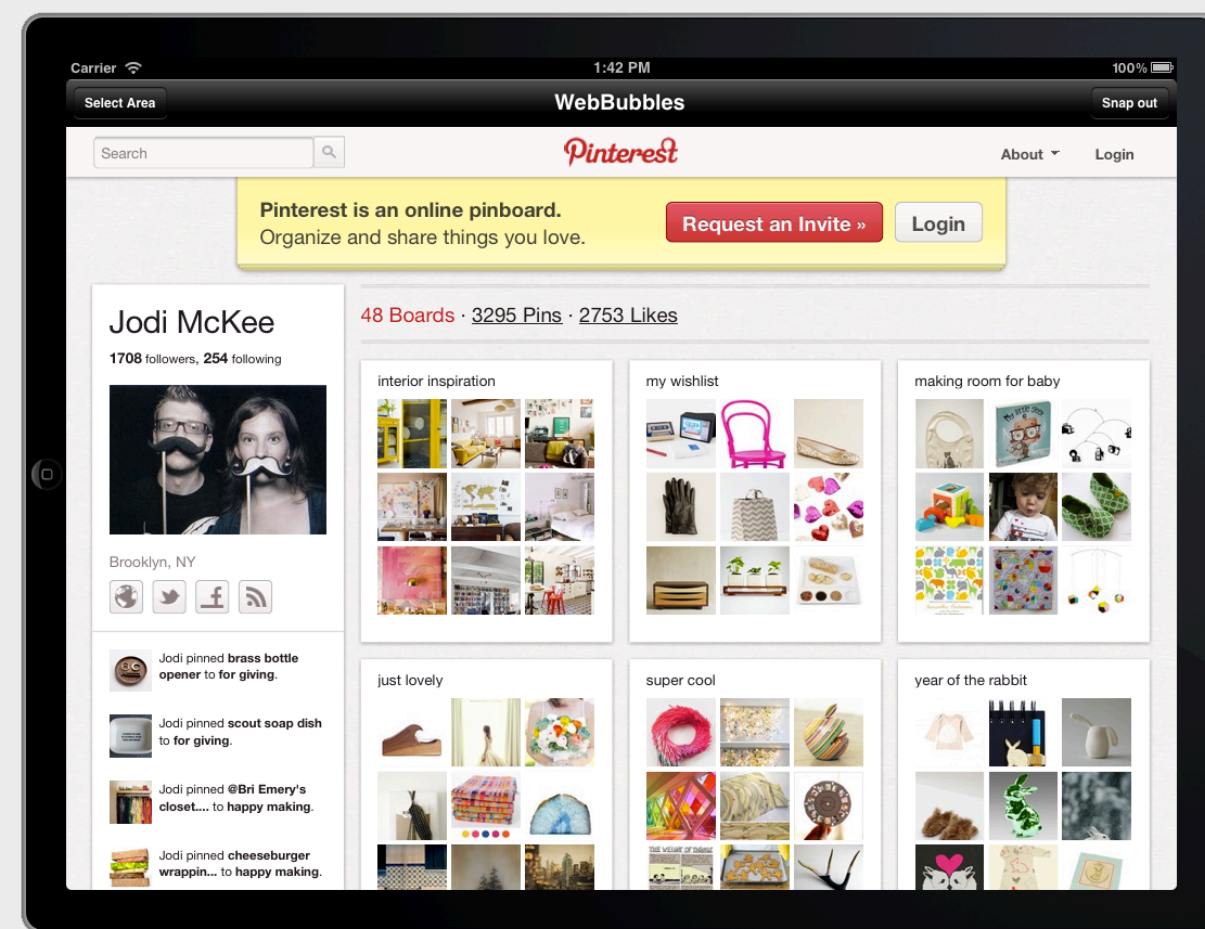 Carrier
1:42 PM
100%
Select Area
WebBubbles
Snap out
Search
Pinterest
About
Login
Pinterest is an online pinboard.
Organize and share things you love.
Request an Invite »
Login
Jodi McKee
1708 followers, 254 following
Brooklyn, NY
Jodi pinned brass bottle
opener to for giving.
Jodi pinned scout soap dish
to for giving.
Jodi pinned @Bri Emery's
closet.... to happy making.
Jodi pinned cheeseburger
wrappin... to happy making.
48 Boards · 3295 Pins · 2753 Likes
interior inspiration
my wishlist
making room for baby
just lovely
super cool
THE WEIGHT OF THINGS
year of the rabbit